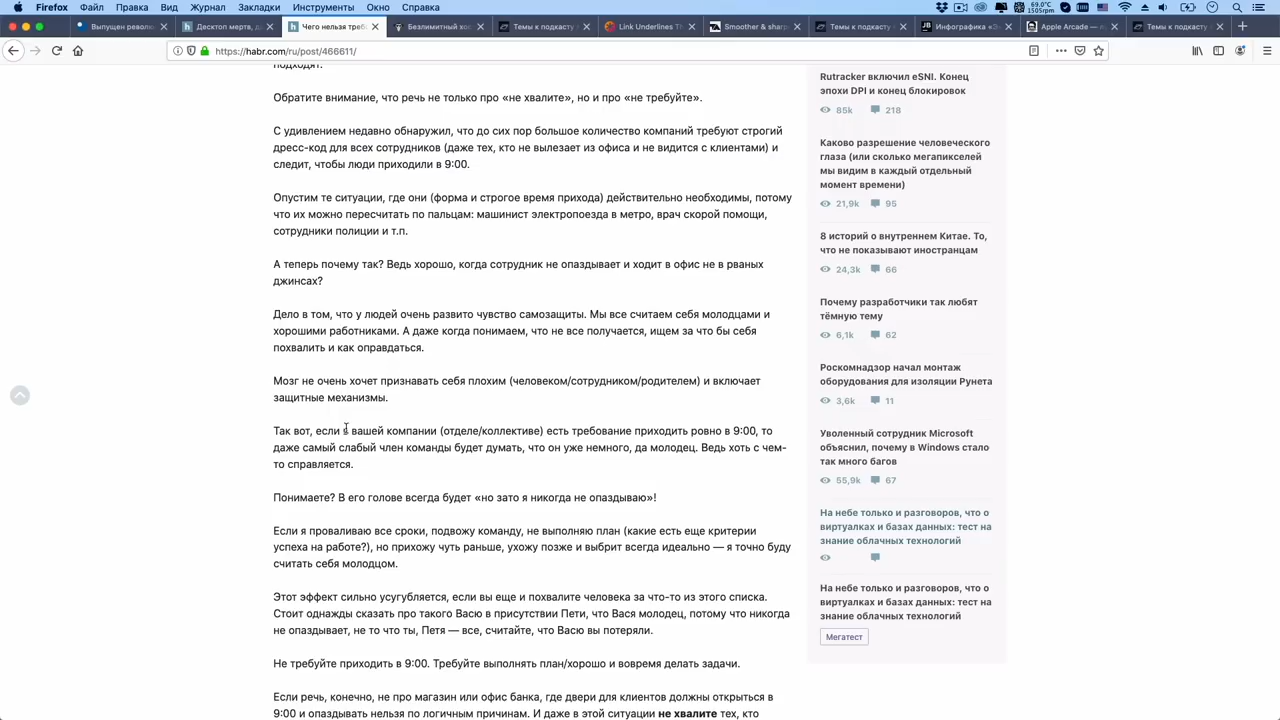 Firefox Файл Правка Вид Журнал Закладки Инструменты Окно Справка
59.0°C
1505rpm
Выпущен револю
Десктоп мертв, д
Чего нельзя треб
Безлимитный хос
Темы к подкасту
Link Underlines Th
Smoother & sharp
Темы к подкасту
Инфографика «Э
Apple Arcade — п
Темы к подкасту
https://habr.com/ru/post/466611/
подходят.
Обратите внимание, что речь не только про «не хвалите», но и про «не требуйте».
С удивлением недавно обнаружил, что до сих пор большое количество компаний требуют строгий
дресс-код для всех сотрудников (даже тех, кто не вылезает из офиса и не видится с клиентами) и
следит, чтобы люди приходили в 9:00.
Опустим те ситуации, где они (форма и строгое время прихода) действительно необходимы, потому
что их можно пересчитать по пальцам: машинист электропоезда в метро, врач скорой помощи,
сотрудники полиции и т.п.
А теперь почему так? Ведь хорошо, когда сотрудник не опаздывает и ходит в офис не в рваных
джинсах?
Дело в том, что у людей очень развито чувство самозащиты. Мы все считаем себя молодцами и
хорошими работниками. А даже когда понимаем, что не все получается, ищем за что бы себя
похвалить и как оправдаться.
Мозг не очень хочет признавать себя плохим (человеком/сотрудником/родителем) и включает
защитные механизмы.
Так вот, если в вашей компании (отделе/коллективе) есть требование приходить ровно в 9:00, то
даже самый слабый член команды будет думать, что он уже немного, да молодец. Ведь хоть с чем-
то справляется.
Понимаете? В его голове всегда будет «но зато я никогда не опаздываю»!
Если я проваливаю все сроки, подвожу команду, не выполняю план (какие есть еще критерии
успеха на работе?), но прихожу чуть раньше, ухожу позже и выбрит всегда идеально — я точно буду
считать себя молодцом.
Этот эффект сильно усугубляется, если вы еще и похвалите человека за что-то из этого списка.
Стоит однажды сказать про такого Васю в присутствии Пети, что Вася молодец, потому что никогда
не опаздывает, не то что ты, Петя — все, считайте, что Васю вы потеряли.
Не требуйте приходить в 9:00. Требуйте выполнять план/хорошо и вовремя делать задачи.
Если речь, конечно, не про магазин или офис банка, где двери для клиентов должны открыться в
9:00 и опаздывать нельзя по логичным причинам. И даже в этой ситуации не хвалите тех, кто
Rutracker включил eSNI. Конец
эпохи DPI и конец блокировок
85k 218
Каково разрешение человеческого
глаза (или сколько мегапикселей
мы видим в каждый отдельный
момент времени)
21,9k 95
8 историй о внутреннем Китае. То,
что не показывают иностранцам
24,3k 66
Почему разработчики так любят
тёмную тему
6,1k 62
Роскомнадзор начал монтаж
оборудования для изоляции Рунета
3,6k 11
Уволенный сотрудник Microsoft
объяснил, почему в Windows стало
так много багов
55,9k 67
На небе только и разговоров, что о
виртуалках и базах данных: тест на
знание облачных технологий
На небе только и разговоров, что о
виртуалках и базах данных: тест на
знание облачных технологий
Мегатест